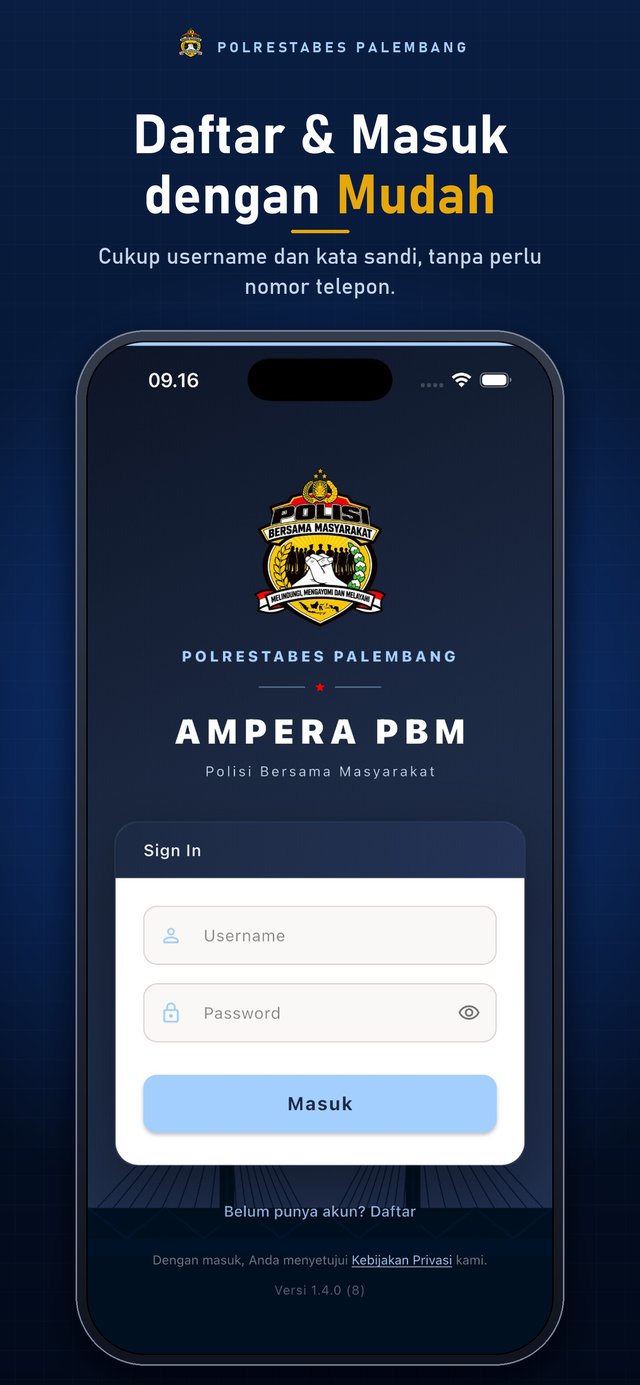 POLRESTABES PALEMBANG
Daftar & Masuk
dengan Mudah
Cukup username dan kata sandi, tanpa perlu
nomor telepon.
09.16
POLISI
BERSAMA MASYARAKAT
MELINDUNGI, MENGAYOMI DAN MELAYANI
POLRESTABES PALEMBANG
AMPERA PBM
Polisi Bersama Masyarakat
Sign In
Username
Password
Masuk
Belum punya akun? Daftar
Dengan masuk, Anda menyetujui Kebijakan Privasi kami.
Versi 1.4.0 (8)